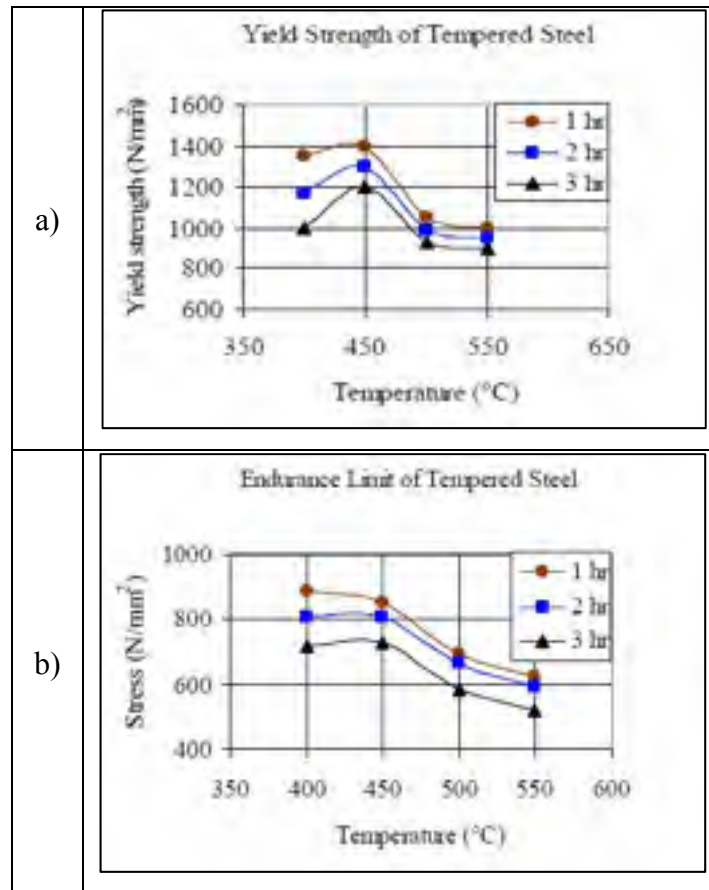 a)
Yield Strength of Tempered Steel
Yield strength (N/mm²)
1600
1400
1200
1000
800
600
350
450
550
650
1 hr
2 hr
3 hr
Temperature (°C)
b)
Endurance Limit of Tempered Steel
Stress (N/mm²)
1000
800
600
400
350
400
450
500
550
600
1 hr
2 hr
3 hr
Temperature (°C)